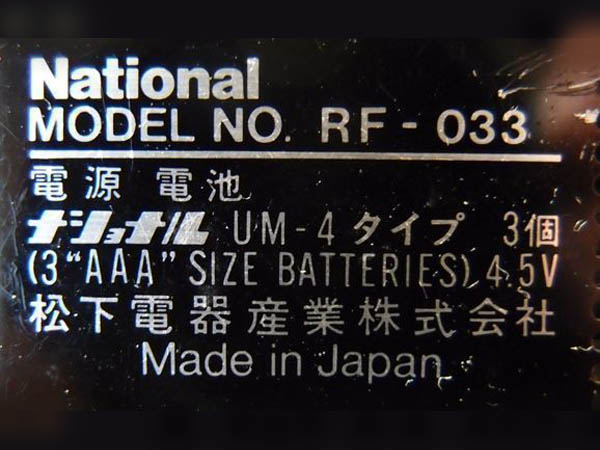 National
MODEL NO. RF-033
電源 電池
ナショナル UM-4タイプ 3個
(3“AAA” SIZE BATTERIES) 4.5V
松下電器産業株式会社
Made in Japan